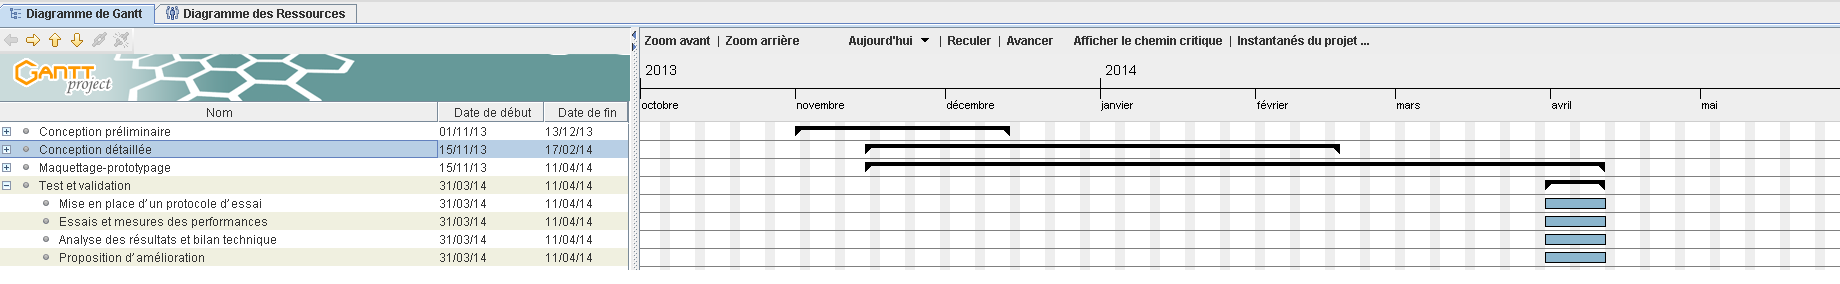 Diagramme de Gantt Diagramme des Ressources
Zoom avant | Zoom arrière Aujourd'hui | Reculer | Avancer Afficher le chemin critique | Instantanés du projet ...
GANTT
project
2013 2014
octobre novembre décembre janvier février mars avril mai
Nom Date de début Date de fin
Conception préliminaire 01/11/13 13/12/13
Conception détaillée 15/11/13 17/02/14
Maquettage-prototypage 15/11/13 11/04/14
Test et validation 31/03/14 11/04/14
Mise en place d'un protocole d'essai 31/03/14 11/04/14
Essais et mesures des performances 31/03/14 11/04/14
Analyse des résultats et bilan technique 31/03/14 11/04/14
Proposition d'amélioration 31/03/14 11/04/14